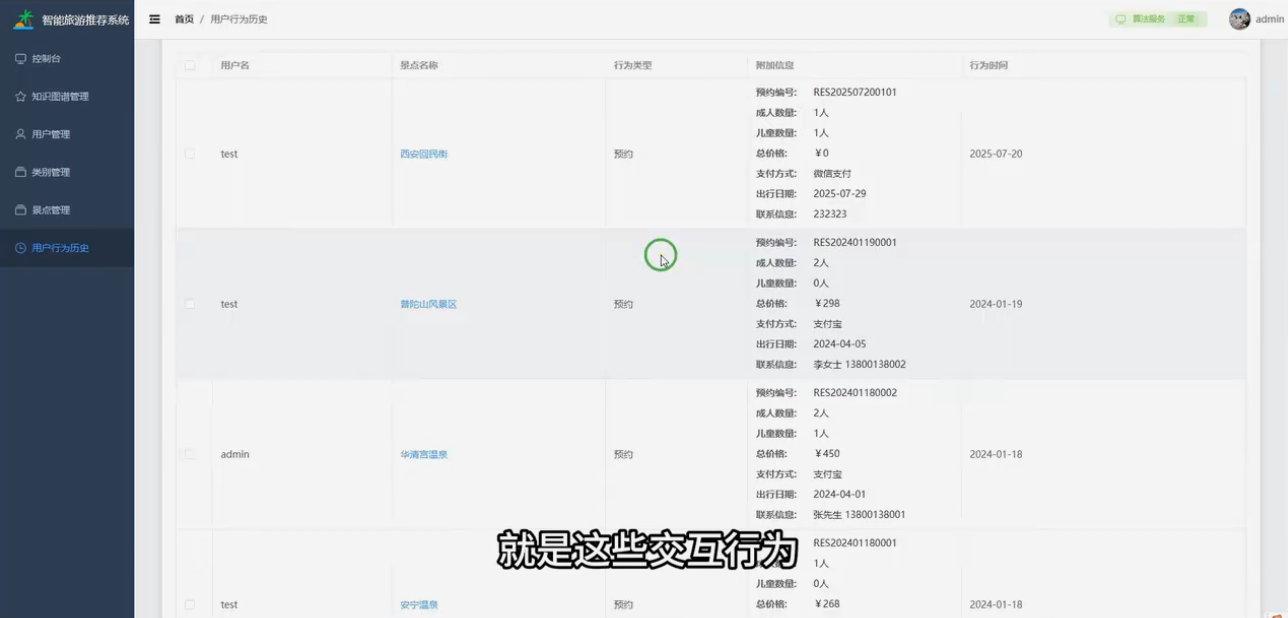 智能旅游推荐系统
首页 / 用户行为历史
算法服务 正常
admin
控制台
知识图谱管理
用户管理
类别管理
景点管理
用户行为历史
用户名 景点名称 行为类型 附加信息 行为时间
test 西安回民街 预约 2025-07-20
预约编号: RES202507200101
成人数量: 1人
儿童数量: 1人
总价格: ¥0
支付方式: 微信支付
出行日期: 2025-07-29
联系信息: 232323
test 普陀山风景区 预约 2024-01-19
预约编号: RES202401190001
成人数量: 2人
儿童数量: 0人
总价格: ¥298
支付方式: 支付宝
出行日期: 2024-04-05
联系信息: 李女士 13800138002
admin 华清宫温泉 预约 2024-01-18
预约编号: RES202401180002
成人数量: 2人
儿童数量: 1人
总价格: ¥450
支付方式: 支付宝
出行日期: 2024-04-01
联系信息: 张先生 13800138001
test 安宁温泉 预约 2024-01-18
RES202401180001
1人
儿童数量: 0人
总价格: ¥268
就是这些交互行为